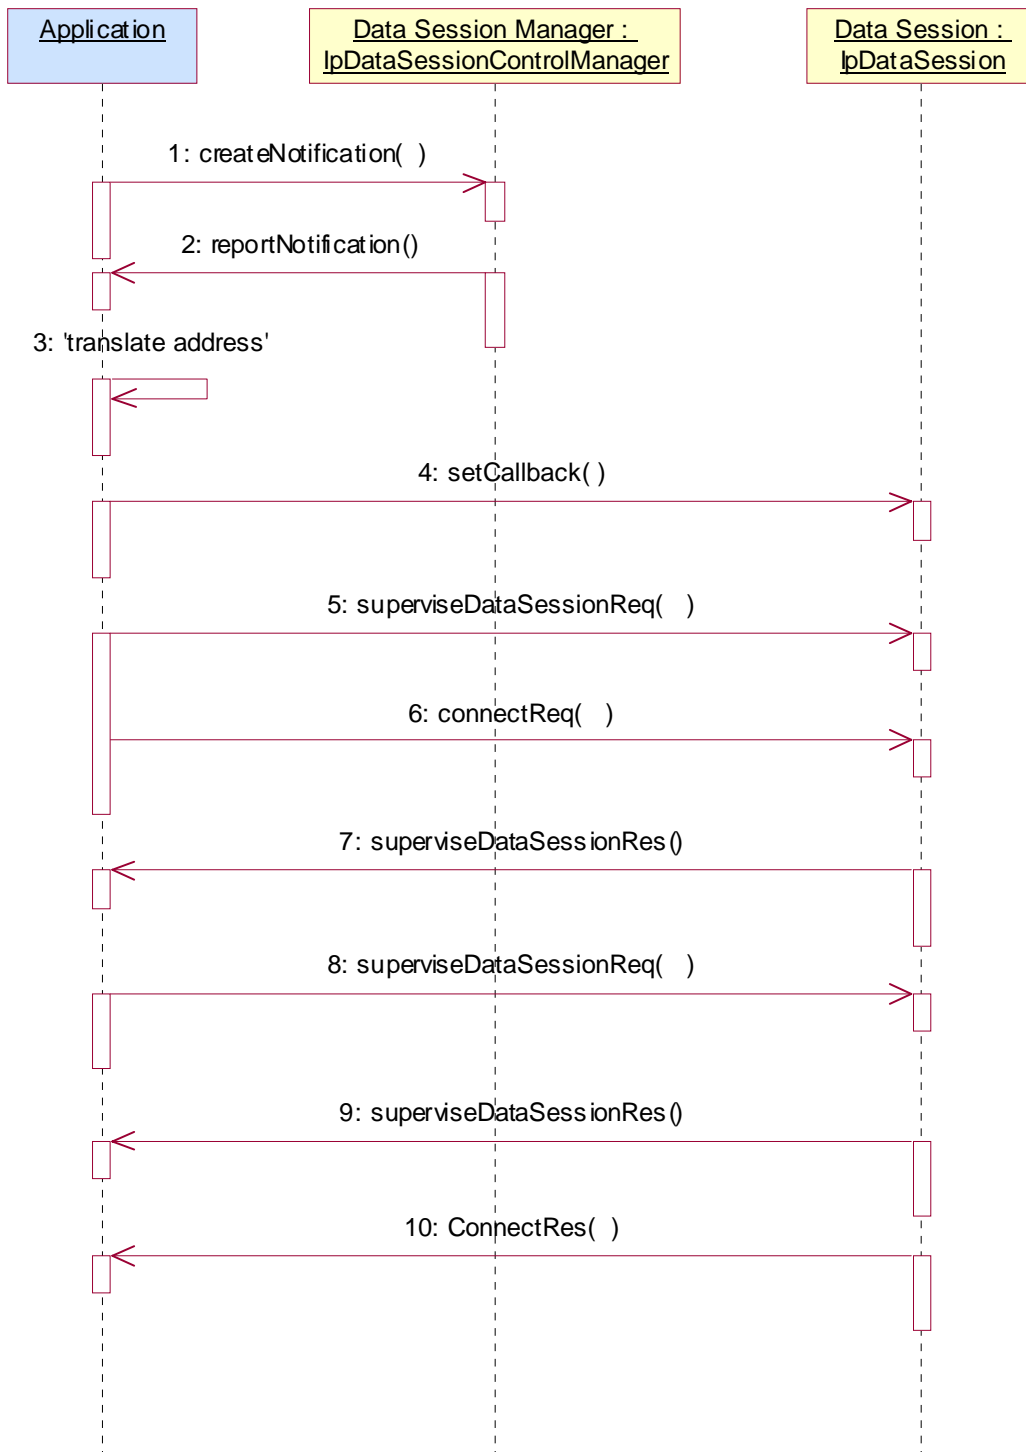 Application
Data Session Manager :
IpDataSessionControlManager
Data Session :
IpDataSession
1: createNotification(  )
2: reportNotification()
3: 'translate address'
4: setCallback( )
5: superviseDataSessionReq(   )
6: connectReq(   )
7: superviseDataSessionRes()
8: superviseDataSessionReq(   )
9: superviseDataSessionRes()
10: ConnectRes(  )